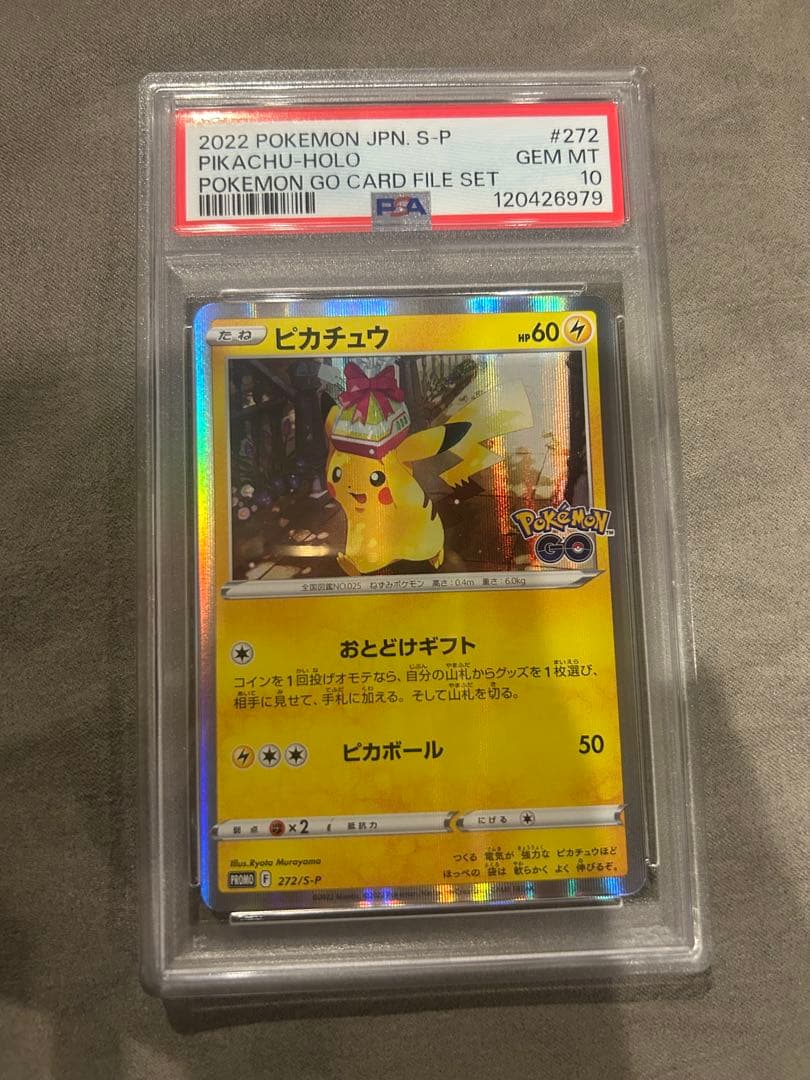 2022 POKEMON JPN. S-P #272
PIKACHU-HOLO GEM MT
POKEMON GO CARD FILE SET 10
PSA 120426979
たね ピカチュウ HP60
Pokémon GO
全国図鑑NO.025 ねずみポケモン 高さ:0.4m 重さ:6.0kg
おとどけギフト
コインを1回投げオモテなら、自分の山札からグッズを1枚選び、
相手に見せて、手札に加える。そして山札を切る。
ピカボール 50
弱点 ×2 抵抗力 にげる
Illus.Ryota Murayama
つくる 電気が 強力な ピカチュウほど
ほっぺの 袋は 軟らかく よく 伸びるぞ。
PROMO F 272/S-P